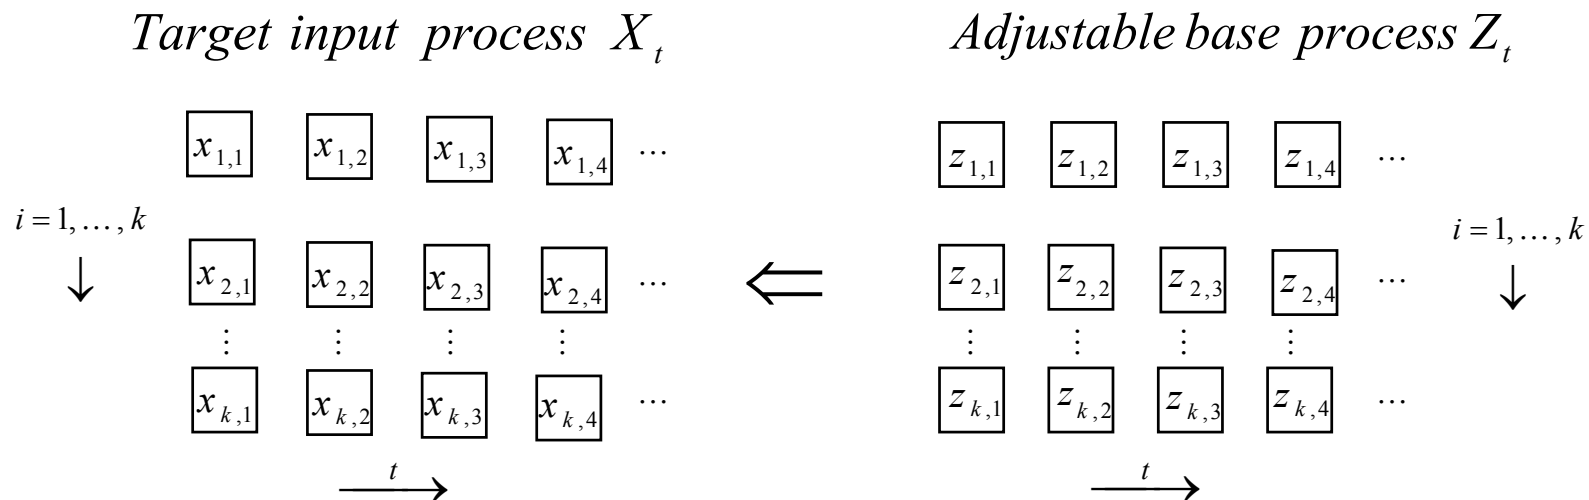 Target input process X_t
Adjustable base process Z_t
x_{1,1} x_{1,2} x_{1,3} x_{1,4} ...
z_{1,1} z_{1,2} z_{1,3} z_{1,4} ...
i = 1, ... , k
↓
i = 1, ... , k
↓
x_{2,1} x_{2,2} x_{2,3} x_{2,4} ...
⇐
z_{2,1} z_{2,2} z_{2,3} z_{2,4} ...
⋮ ⋮ ⋮ ⋮
⋮ ⋮ ⋮ ⋮
x_{k,1} x_{k,2} x_{k,3} x_{k,4} ...
z_{k,1} z_{k,2} z_{k,3} z_{k,4} ...
t
t